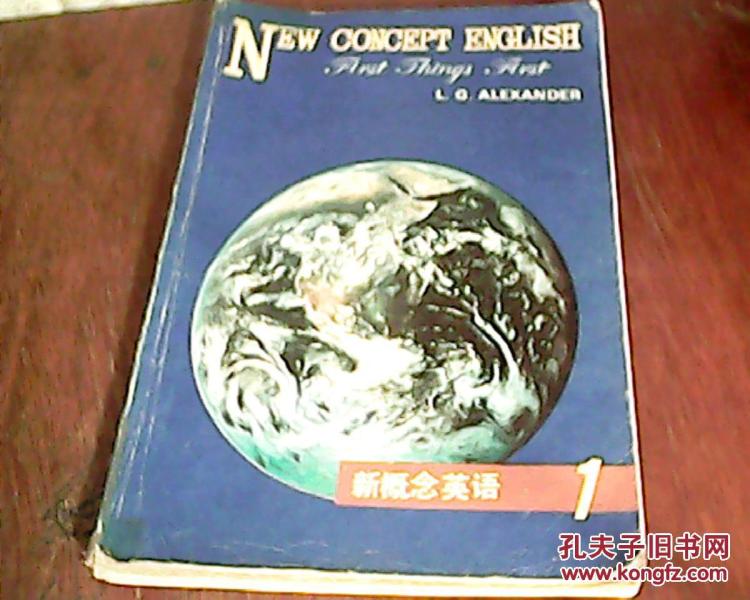 NEW CONCEPT ENGLISH
First Things First
L. G. ALEXANDER
新概念英语 1
孔夫子旧书网
www.kongfz.com